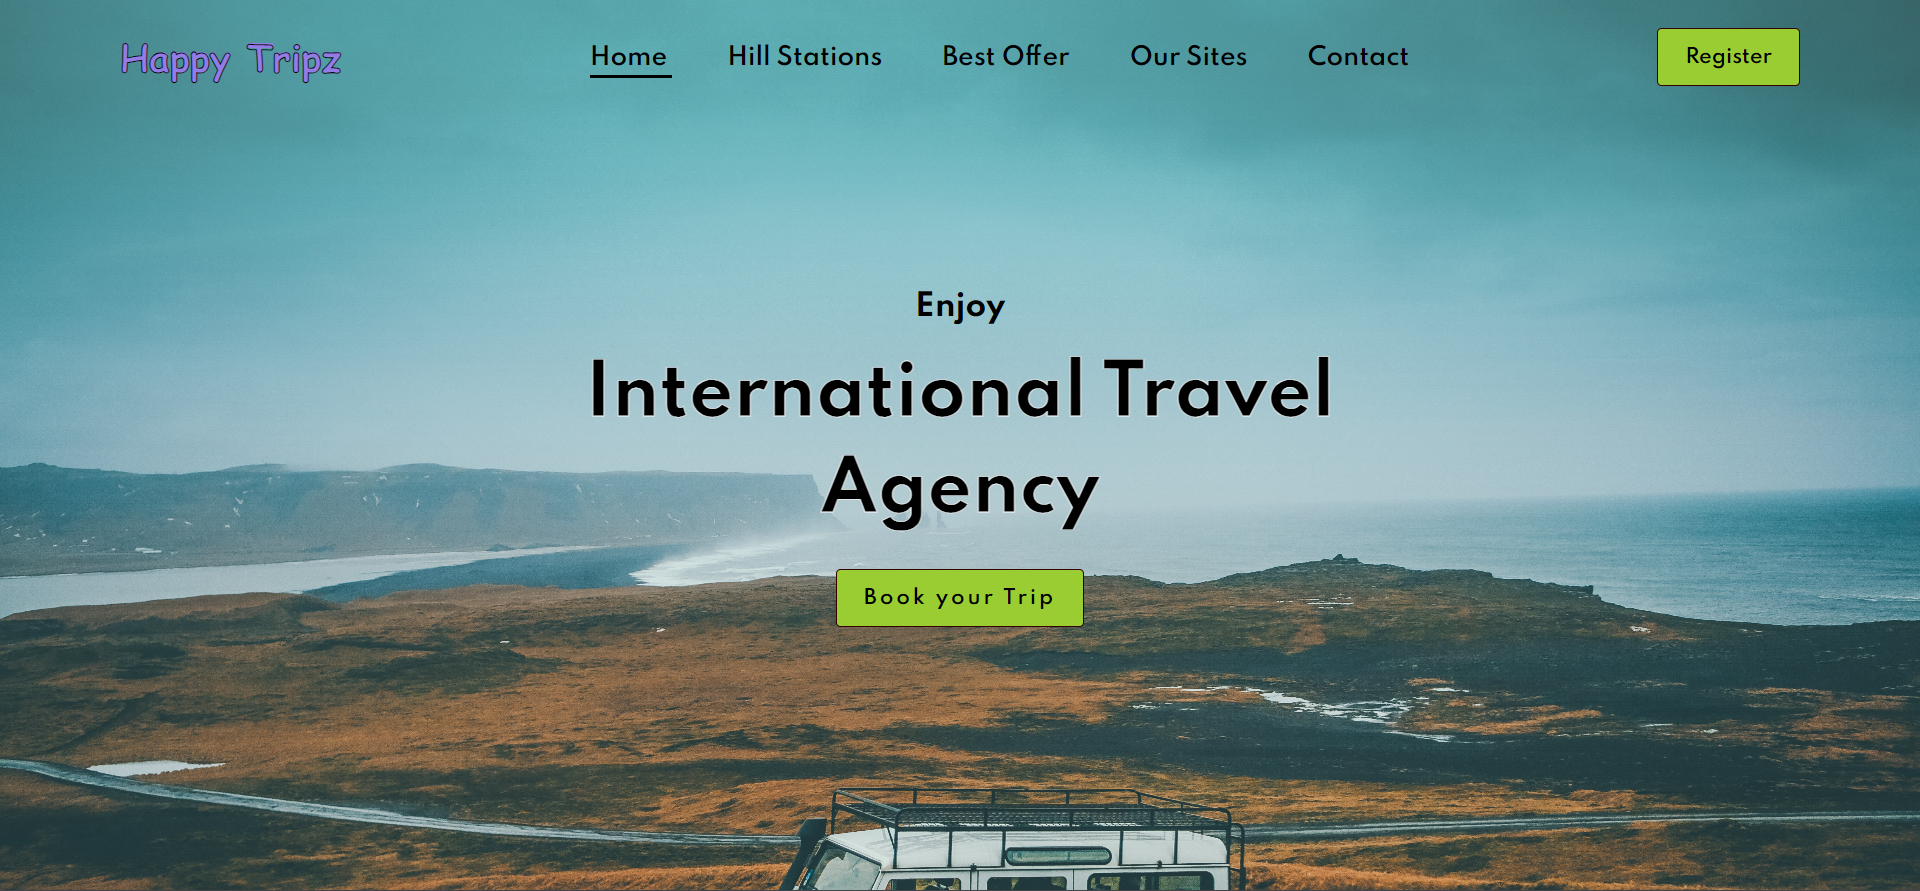 Happy Tripz
Home
Hill Stations
Best Offer
Our Sites
Contact
Register
Enjoy
International Travel
Agency
Book your Trip